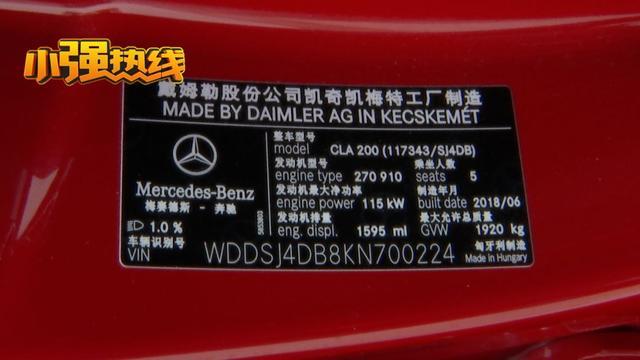 小强热线
戴姆勒股份公司凯奇凯梅特工厂制造
MADE BY DAIMLER AG IN KECSKEMÉT
整车型号
model CLA 200 (117343/SJ4DB)
发动机型号 乘坐人数
engine type 270 910 seats 5
发动机最大净功率 制造年月
engine power 115 kW built date 2018/06
发动机排量 最大允许总质量
eng. displ. 1595 ml GVW 1920 kg
Mercedes-Benz
梅赛德斯 - 奔驰
1.0 %
车辆识别号 匈牙利制造
VIN WDDSJ4DB8KN700224 Made in Hungary